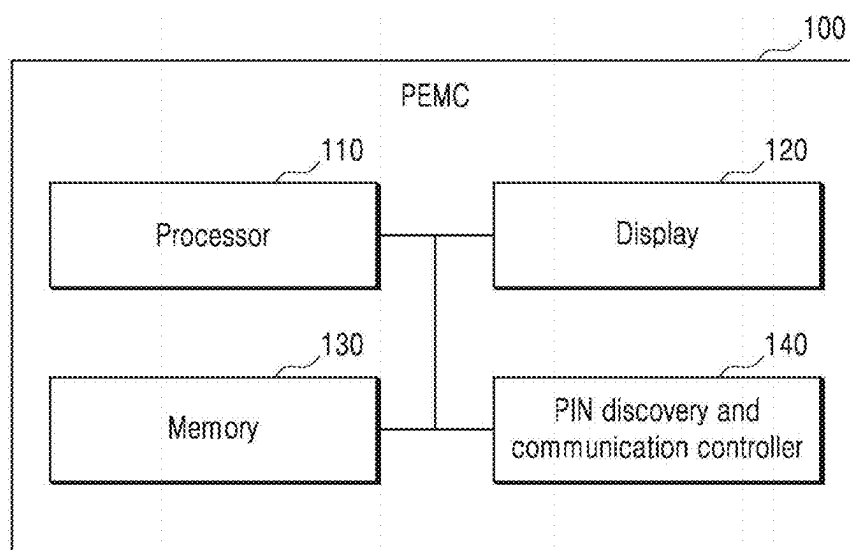 100
PEMC
110
120
Processor
Display
130
140
Memory
PIN discovery and
communication controller